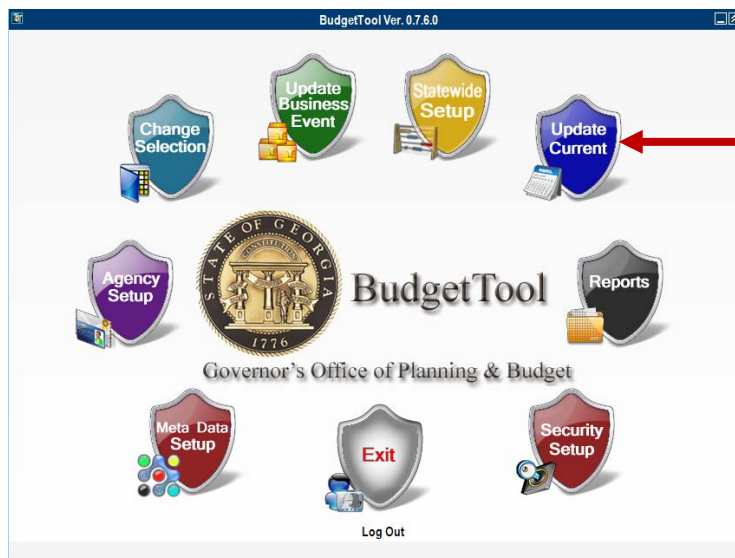 BudgetTool Ver. 0.7.6.0
Update
Business
Event
Statewide
Setup
Change
Selection
Update
Current
Agency
Setup
STATE OF GEORGIA
CONSTITUTION
1776
BudgetTool
Reports
Governor's Office of Planning & Budget
Meta Data
Setup
Exit
Security
Setup
Log Out